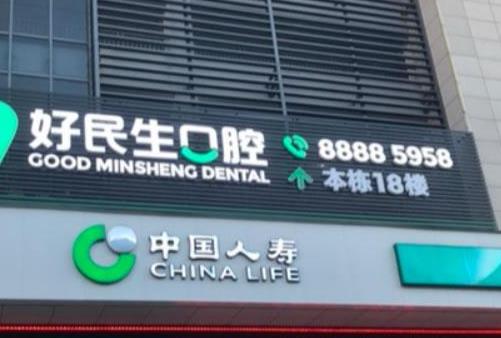 好民生口腔
GOOD MINSHENG DENTAL
8888 5958
本栋18楼
中国人寿
CHINA LIFE